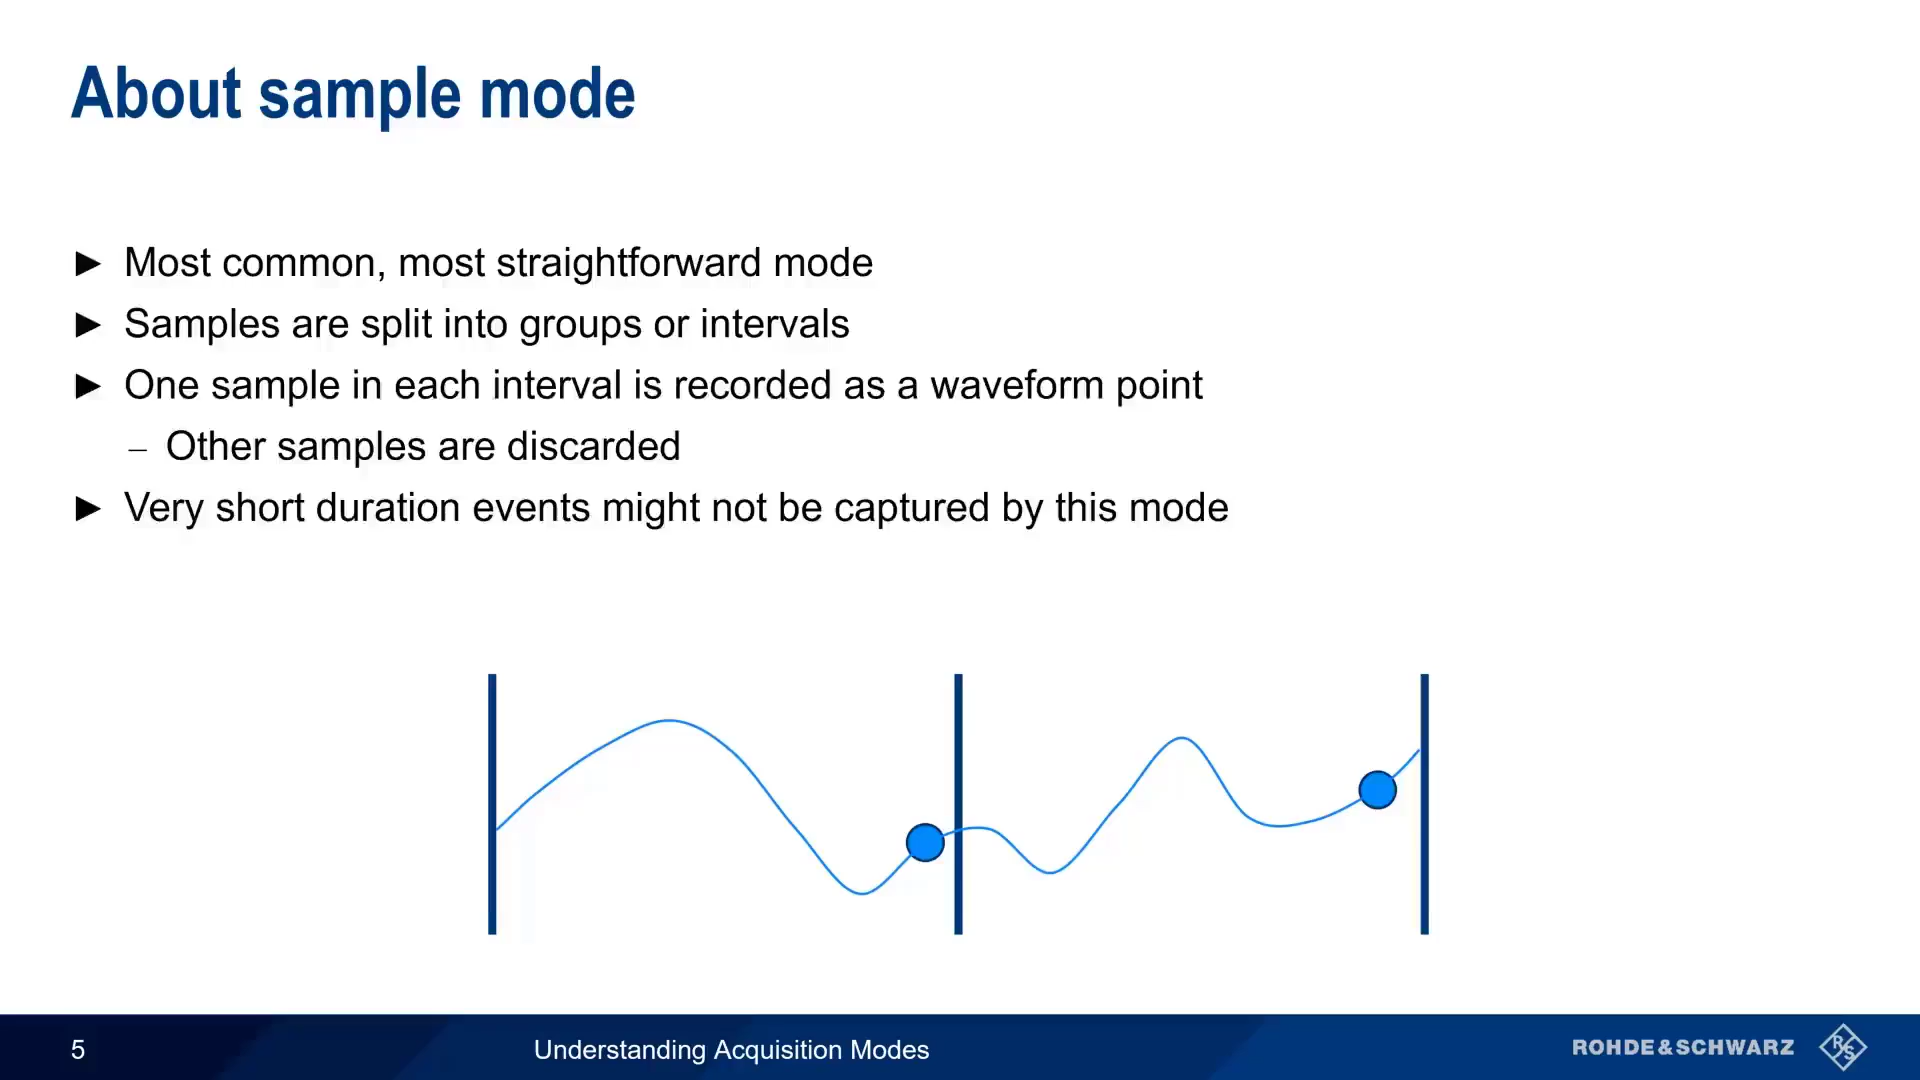 About sample mode
► Most common, most straightforward mode
► Samples are split into groups or intervals
► One sample in each interval is recorded as a waveform point
– Other samples are discarded
► Very short duration events might not be captured by this mode
5
Understanding Acquisition Modes
ROHDE&SCHWARZ
R&S